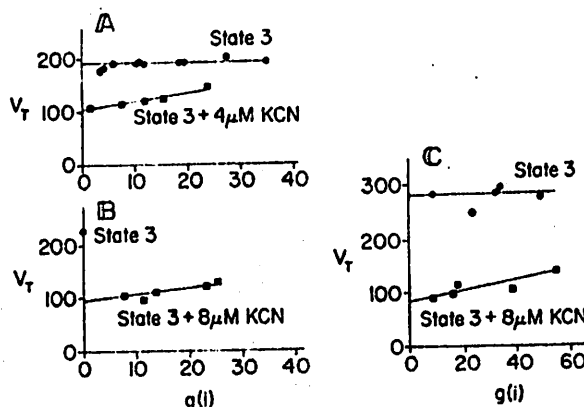 A
State 3
200
V_T
100
State 3 + 4μM KCN
0
0 10 20 30 40
B
State 3
200
V_T
100
State 3 + 8μM KCN
0
0 10 20 30 40
g(i)
C
State 3
300
200
V_T
100
State 3 + 8μM KCN
0
0 20 40 60
g(i)